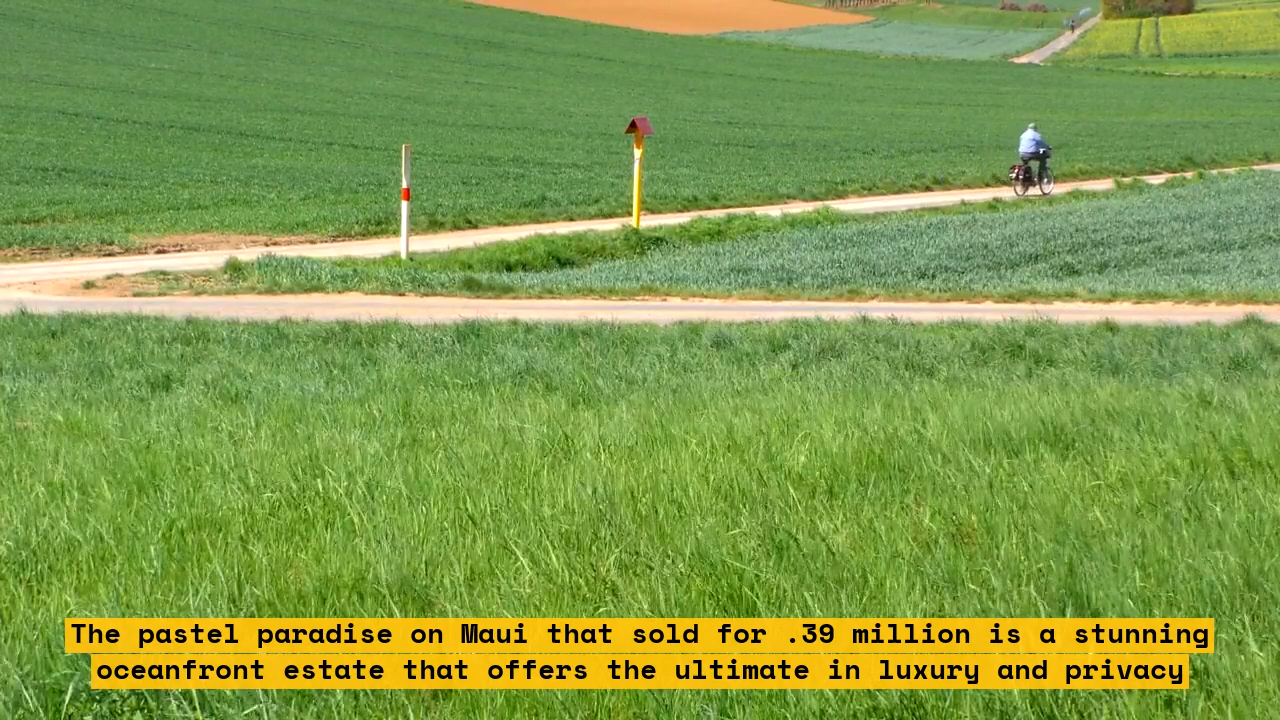 The pastel paradise on Maui that sold for .39 million is a stunning
oceanfront estate that offers the ultimate in luxury and privacy